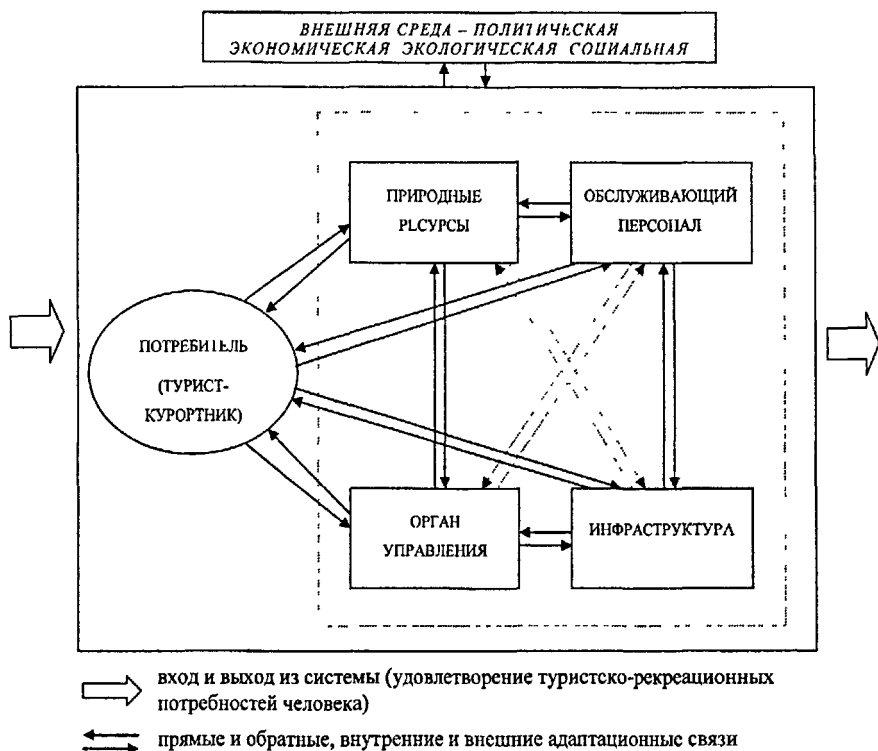 ВНЕШНЯЯ СРЕДА – ПОЛИТИЧЕСКАЯ
ЭКОНОМИЧЕСКАЯ ЭКОЛОГИЧЕСКАЯ СОЦИАЛЬНАЯ
ПРИРОДНЫЕ
РЕСУРСЫ
ОБСЛУЖИВАЮЩИЙ
ПЕРСОНАЛ
ПОТРЕБИТЕЛЬ
(ТУРИСТ-
КУРОРТНИК)
ОРГАН
УПРАВЛЕНИЯ
ИНФРАСТРУКТУРА
вход и выход из системы (удовлетворение туристско-рекреационных
потребностей человека)
прямые и обратные, внутренние и внешние адаптационные связи